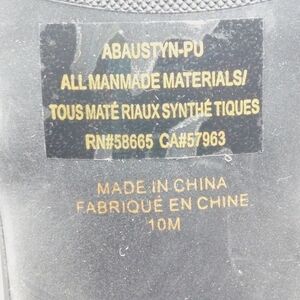 ABAUSTYN-PU
ALL MANMADE MATERIALS/
TOUS MATÉ RIAUX SYNTHÉ TIQUES
RN#58665 CA#57963
MADE IN CHINA
FABRIQUÉ EN CHINE
10M